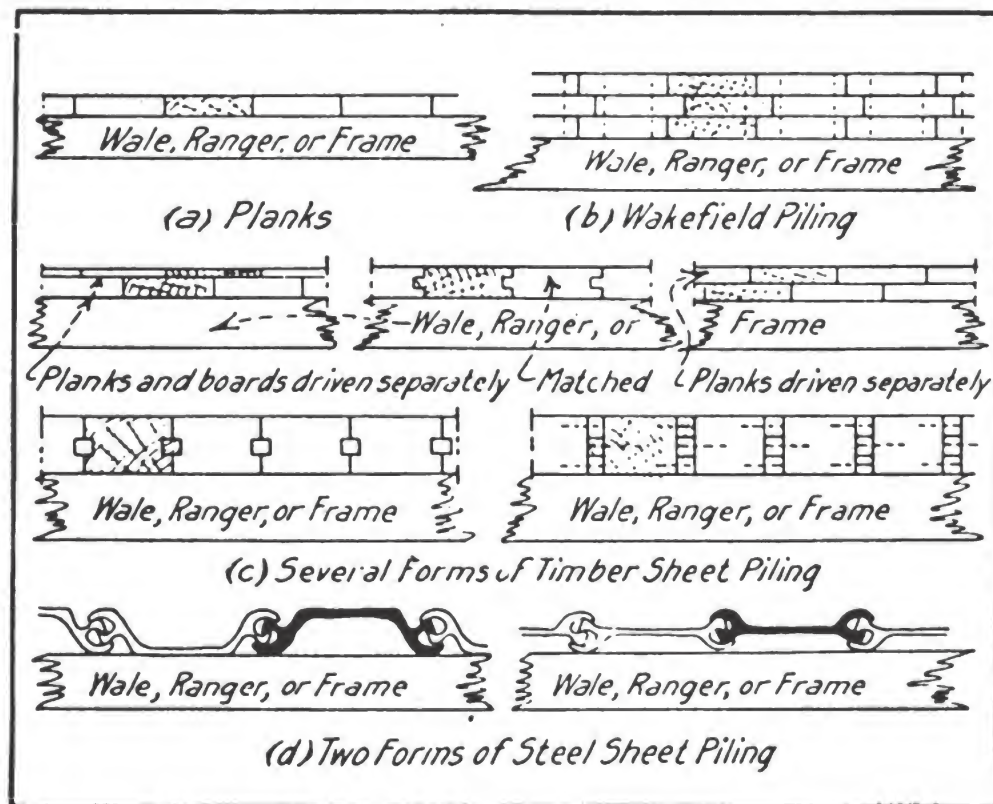 Wale, Ranger, or Frame
Wale, Ranger, or Frame
(a) Planks
(b) Wakefield Piling
Wale, Ranger, or Frame
Planks and boards driven separately
Matched
Planks driven separately
Wale, Ranger, or Frame
Wale, Ranger, or Frame
(c) Several Forms of Timber Sheet Piling
Wale, Ranger, or Frame
Wale, Ranger, or Frame
(d) Two Forms of Steel Sheet Piling